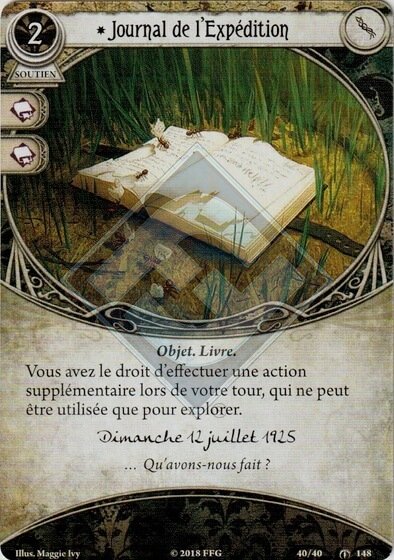 2
* Journal de l'Expédition
SOUTIEN
Objet. Livre.
Vous avez le droit d'effectuer une action
supplémentaire lors de votre tour, qui ne peut
être utilisée que pour explorer.
Dimanche 12 juillet 1925
... Qu'avons-nous fait ?
Illus. Maggie Ivy
© 2018 FFG
40/40
148